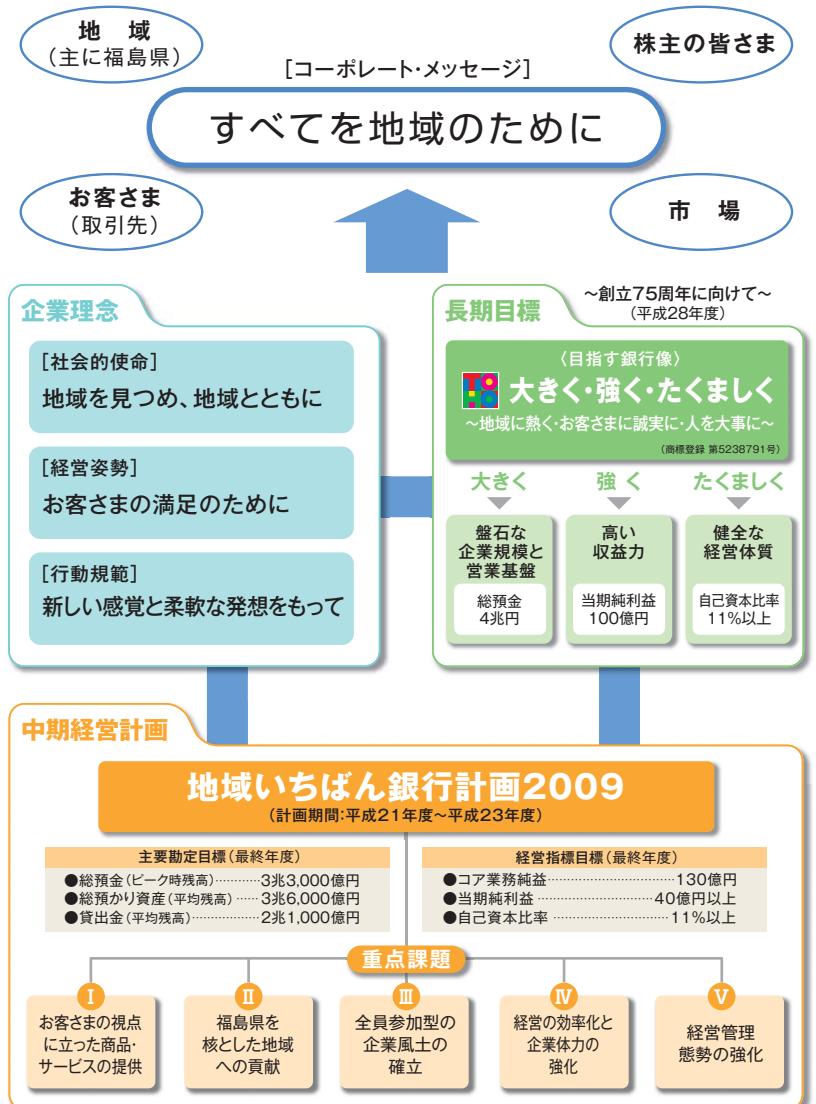 地 域
(主に福島県)
株主の皆さま
[コーポレート・メッセージ]
すべてを地域のために
お客さま
(取引先)
市 場
企業理念
[社会的使命]
地域を見つめ、地域とともに
[経営姿勢]
お客さまの満足のために
[行動規範]
新しい感覚と柔軟な発想をもって
長期目標
~創立75周年に向けて~
(平成28年度)
〈目指す銀行像〉
TOHO 大きく・強く・たくましく
~地域に熱く・お客さまに誠実に・人を大事に~
(商標登録 第5238791号)
大きく
盤石な
企業規模と
営業基盤
総預金
4兆円
強 く
高い
収益力
当期純利益
100億円
たくましく
健全な
経営体質
自己資本比率
11%以上
中期経営計画
地域いちばん銀行計画2009
(計画期間:平成21年度~平成23年度)
主要勘定目標(最終年度)
●総預金(ピーク時残高)…………3兆3,000億円
●総預かり資産(平均残高)……3兆6,000億円
●貸出金(平均残高)………………2兆1,000億円
経営指標目標(最終年度)
●コア業務純益………………………………130億円
●当期純利益…………………………40億円以上
●自己資本比率…………………………11%以上
重点課題
Ⅰ
お客さまの視点
に立った商品・
サービスの提供
Ⅱ
福島県を
核とした地域
への貢献
Ⅲ
全員参加型の
企業風土の
確立
Ⅳ
経営の効率化と
企業体力の
強化
Ⅴ
経営管理
態勢の強化